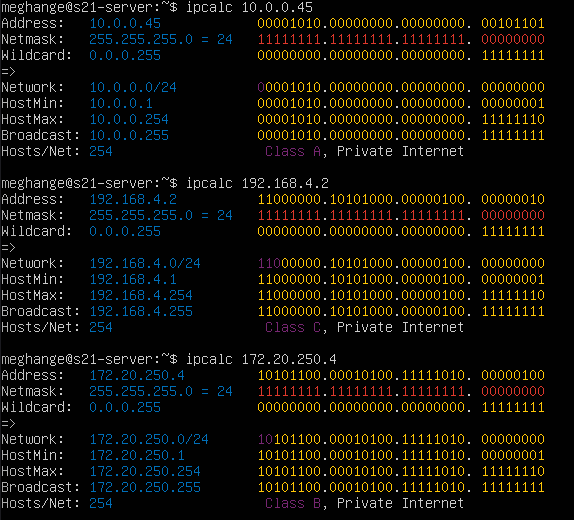 meghange@s21-server:~$ ipcalc 10.0.0.45
Address:   10.0.0.45            00001010.00000000.00000000. 00101101
Netmask:   255.255.255.0 = 24   11111111.11111111.11111111. 00000000
Wildcard:  0.0.0.255            00000000.00000000.00000000. 11111111
=>
Network:   10.0.0.0/24          00001010.00000000.00000000. 00000000
HostMin:   10.0.0.1             00001010.00000000.00000000. 00000001
HostMax:   10.0.0.254           00001010.00000000.00000000. 11111110
Broadcast: 10.0.0.255           00001010.00000000.00000000. 11111111
Hosts/Net: 254                   Class A, Private Internet
meghange@s21-server:~$ ipcalc 192.168.4.2
Address:   192.168.4.2          11000000.10101000.00000100. 00000010
Netmask:   255.255.255.0 = 24   11111111.11111111.11111111. 00000000
Wildcard:  0.0.0.255            00000000.00000000.00000000. 11111111
=>
Network:   192.168.4.0/24       11000000.10101000.00000100. 00000000
HostMin:   192.168.4.1          11000000.10101000.00000100. 00000001
HostMax:   192.168.4.254        11000000.10101000.00000100. 11111110
Broadcast: 192.168.4.255        11000000.10101000.00000100. 11111111
Hosts/Net: 254                   Class C, Private Internet
meghange@s21-server:~$ ipcalc 172.20.250.4
Address:   172.20.250.4         10101100.00010100.11111010. 00000100
Netmask:   255.255.255.0 = 24   11111111.11111111.11111111. 00000000
Wildcard:  0.0.0.255            00000000.00000000.00000000. 11111111
=>
Network:   172.20.250.0/24      10101100.00010100.11111010. 00000000
HostMin:   172.20.250.1         10101100.00010100.11111010. 00000001
HostMax:   172.20.250.254       10101100.00010100.11111010. 11111110
Broadcast: 172.20.250.255       10101100.00010100.11111010. 11111111
Hosts/Net: 254                   Class B, Private Internet